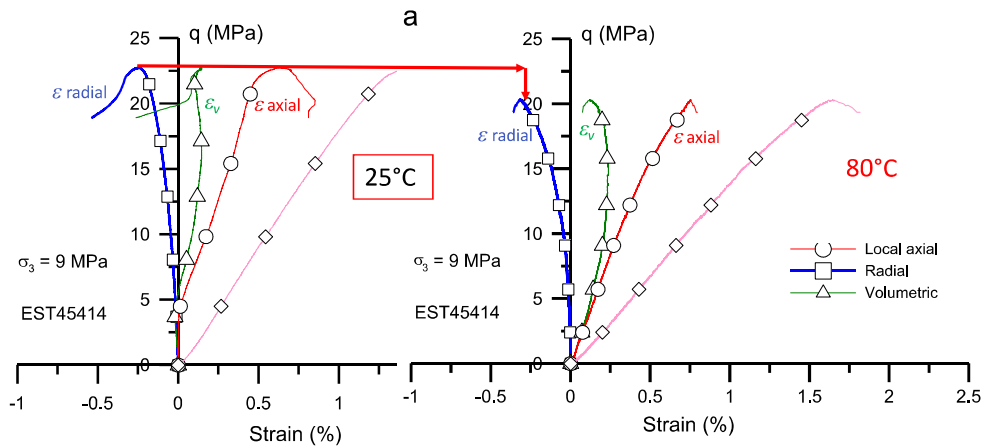 a
q (MPa)
25
20
15
10
5
0
ε radial
εv
ε axial
25°C
σ3 = 9 MPa
EST45414
-1
-0.5
0
0.5
1
Strain (%)
q (MPa)
25
20
15
10
5
0
ε radial
εv
ε axial
80°C
σ3 = 9 MPa
EST45414
Local axial
Radial
Volumetric
-1
-0.5
0
0.5
1
1.5
2
2.5
Strain (%)